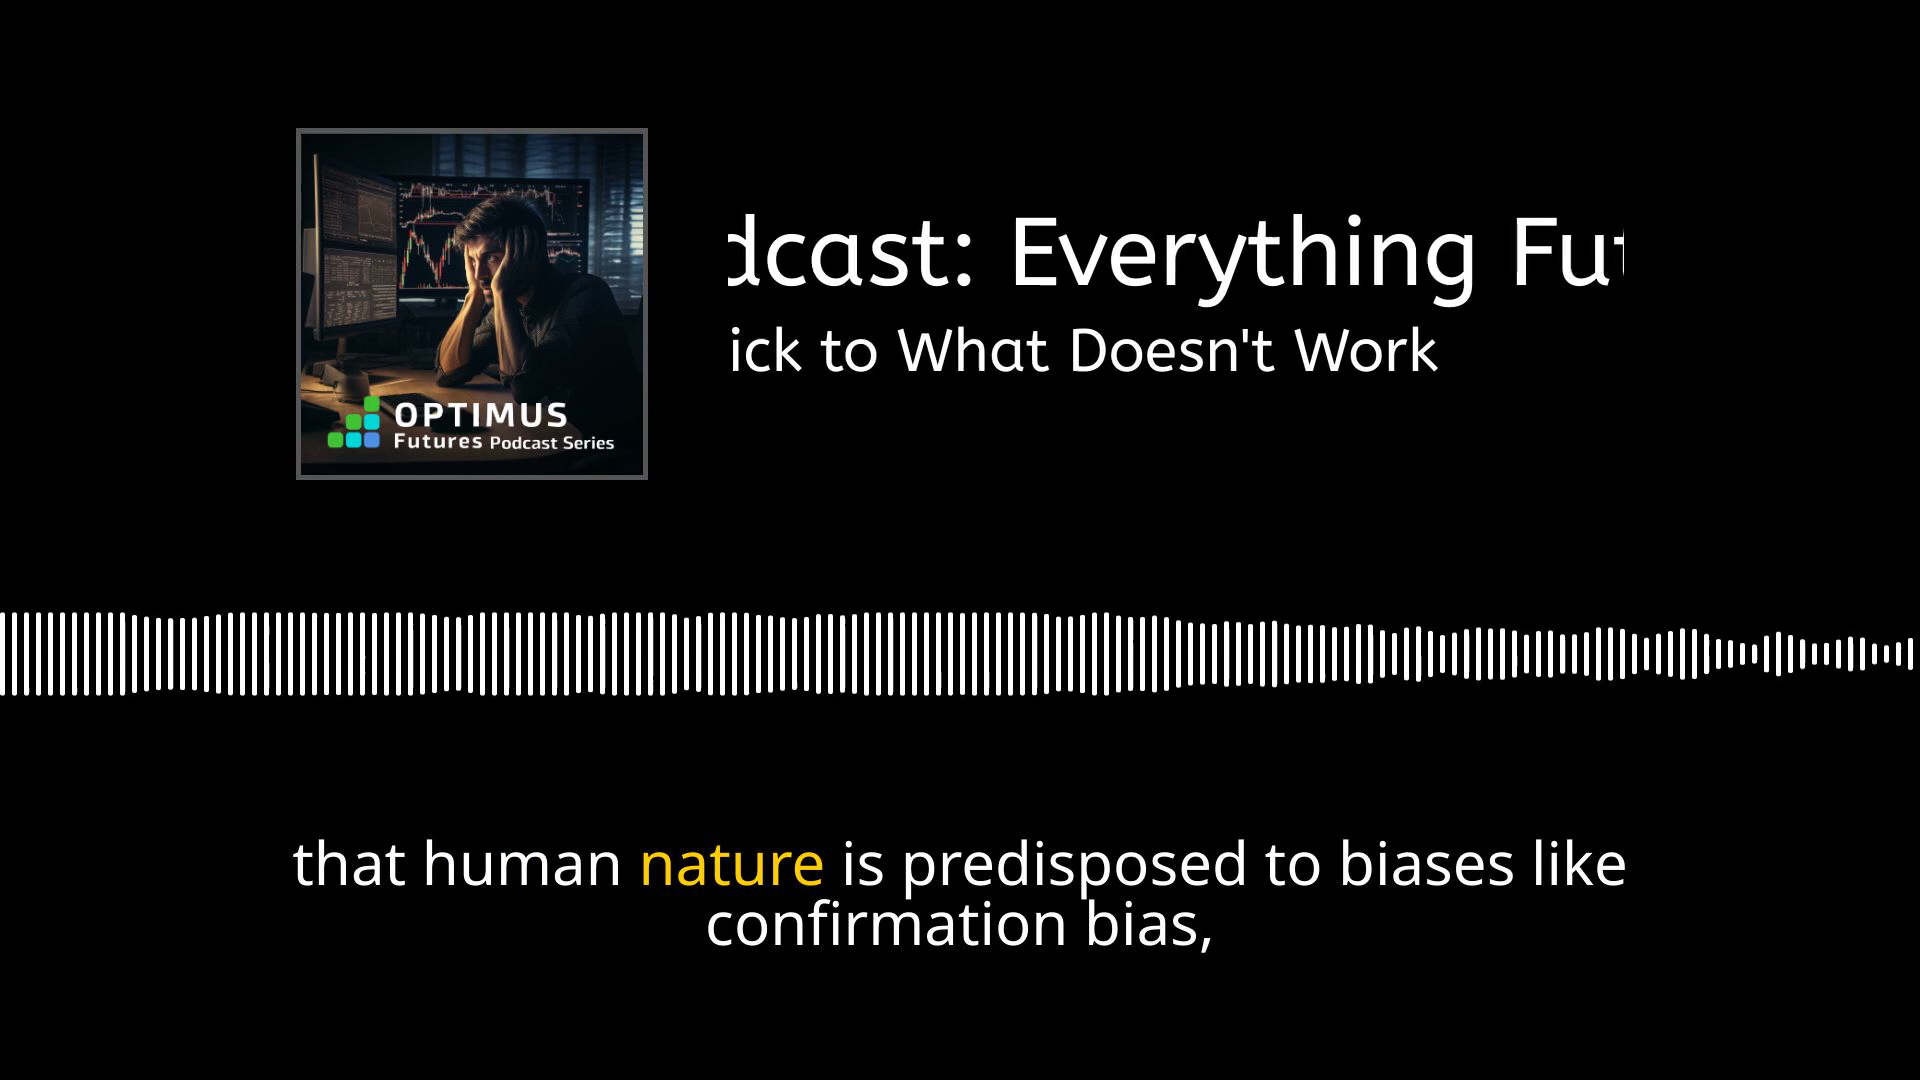 dcast: Everything Fut
ick to What Doesn't Work
OPTIMUS
Futures Podcast Series
that human nature is predisposed to biases like
confirmation bias,